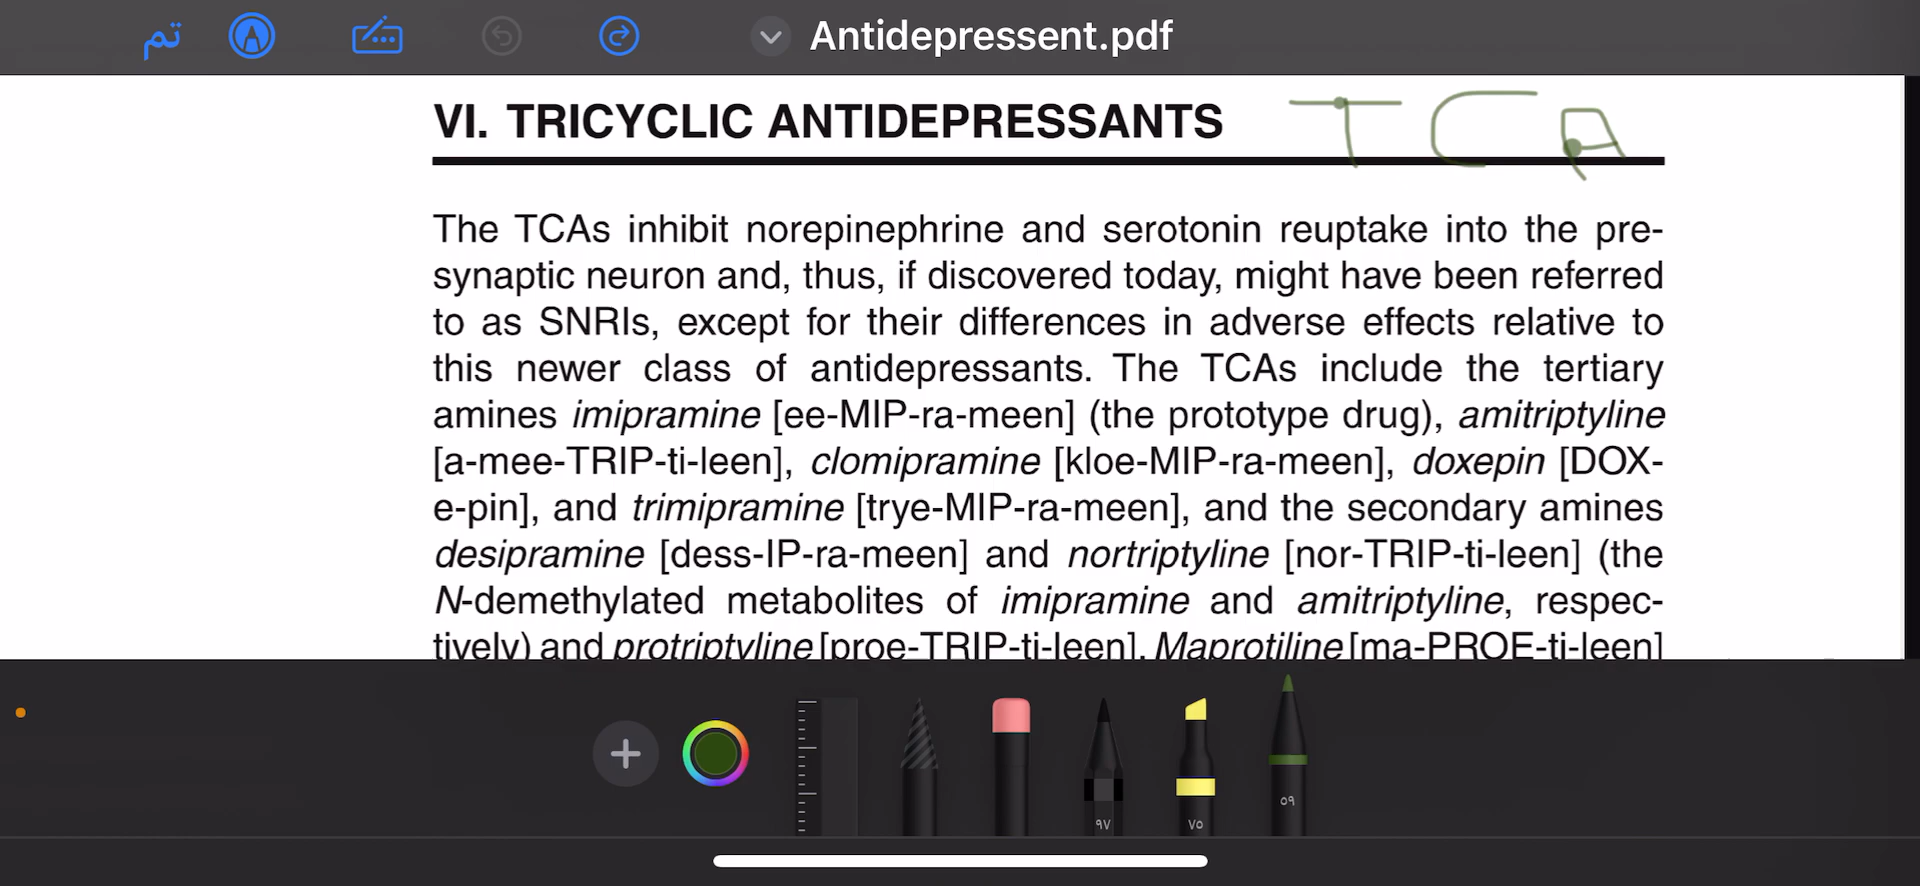 تم
Antidepressent.pdf
VI. TRICYCLIC ANTIDEPRESSANTS TCA
The TCAs inhibit norepinephrine and serotonin reuptake into the pre-
synaptic neuron and, thus, if discovered today, might have been referred
to as SNRIs, except for their differences in adverse effects relative to
this newer class of antidepressants. The TCAs include the tertiary
amines imipramine [ee-MIP-ra-meen] (the prototype drug), amitriptyline
[a-mee-TRIP-ti-leen], clomipramine [kloe-MIP-ra-meen], doxepin [DOX-
e-pin], and trimipramine [trye-MIP-ra-meen], and the secondary amines
desipramine [dess-IP-ra-meen] and nortriptyline [nor-TRIP-ti-leen] (the
N-demethylated metabolites of imipramine and amitriptyline, respec-
tively) and protriptyline [proe-TRIP-ti-leen]. Maprotiline [ma-PROE-ti-leen]
٩٧ ٧٥ ٥٩